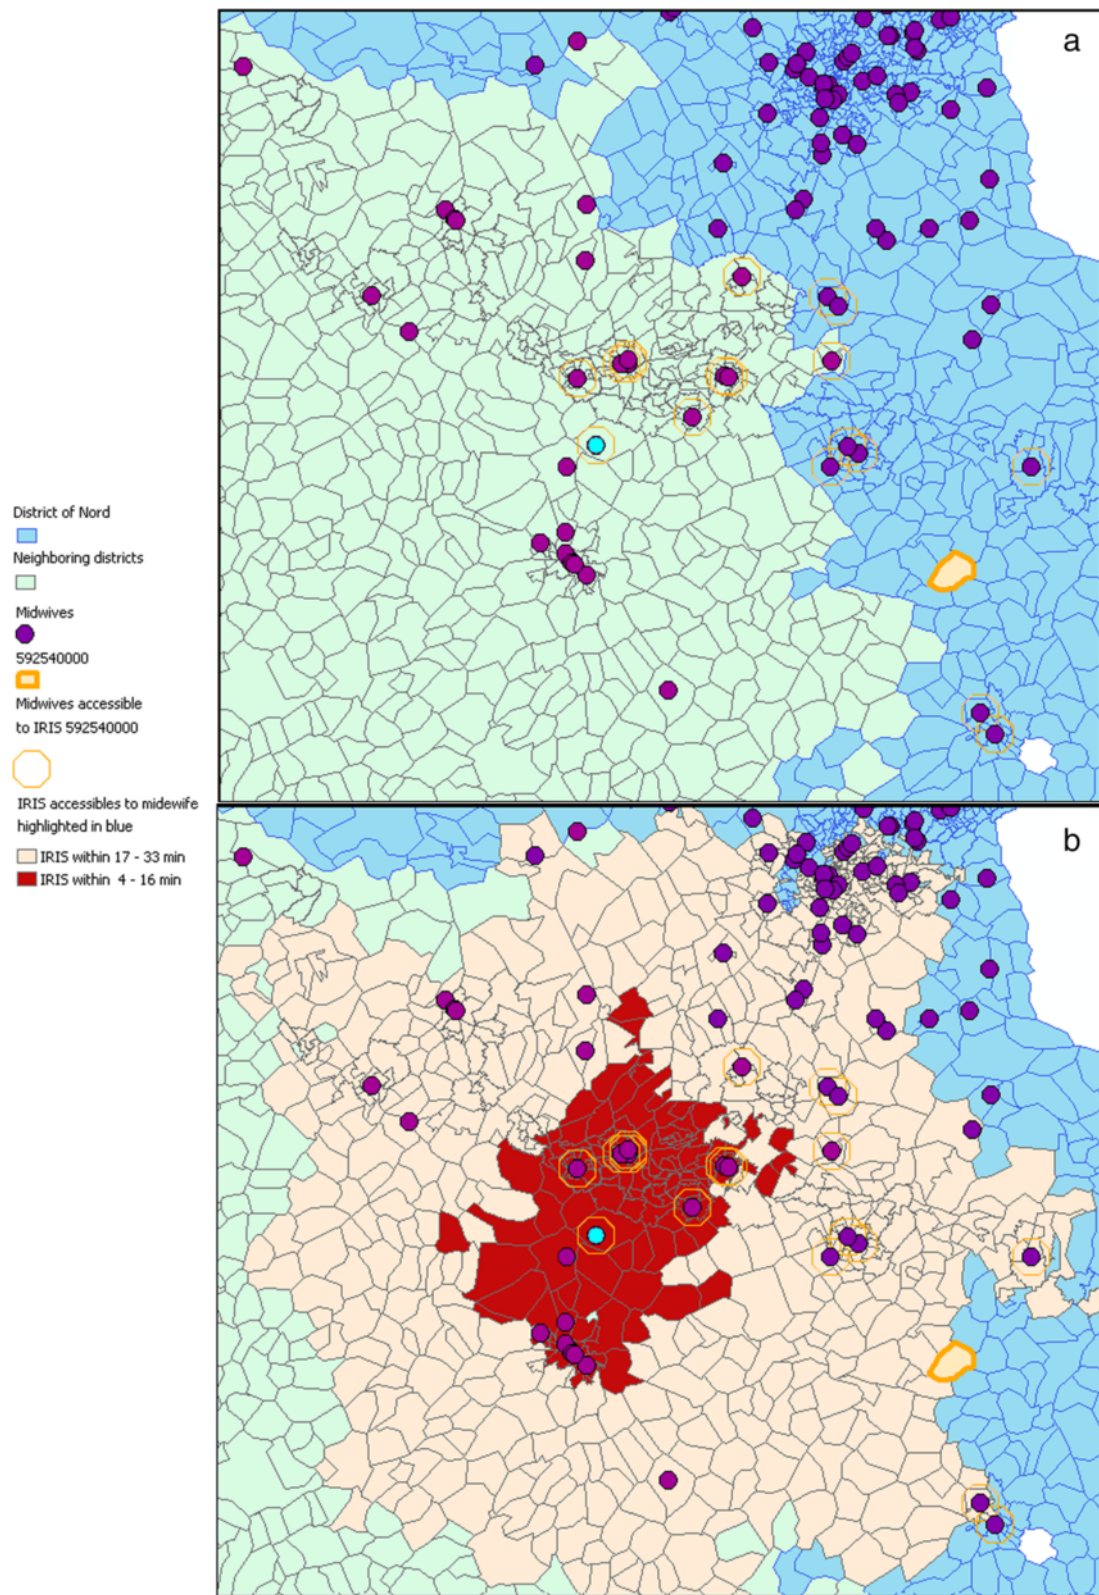 a
District of Nord
Neighboring districts
Midwives
592540000
Midwives accessible
to IRIS 592540000
IRIS accessibles to midewife
highlighted in blue
IRIS within 17 - 33 min
IRIS within 4 - 16 min
b